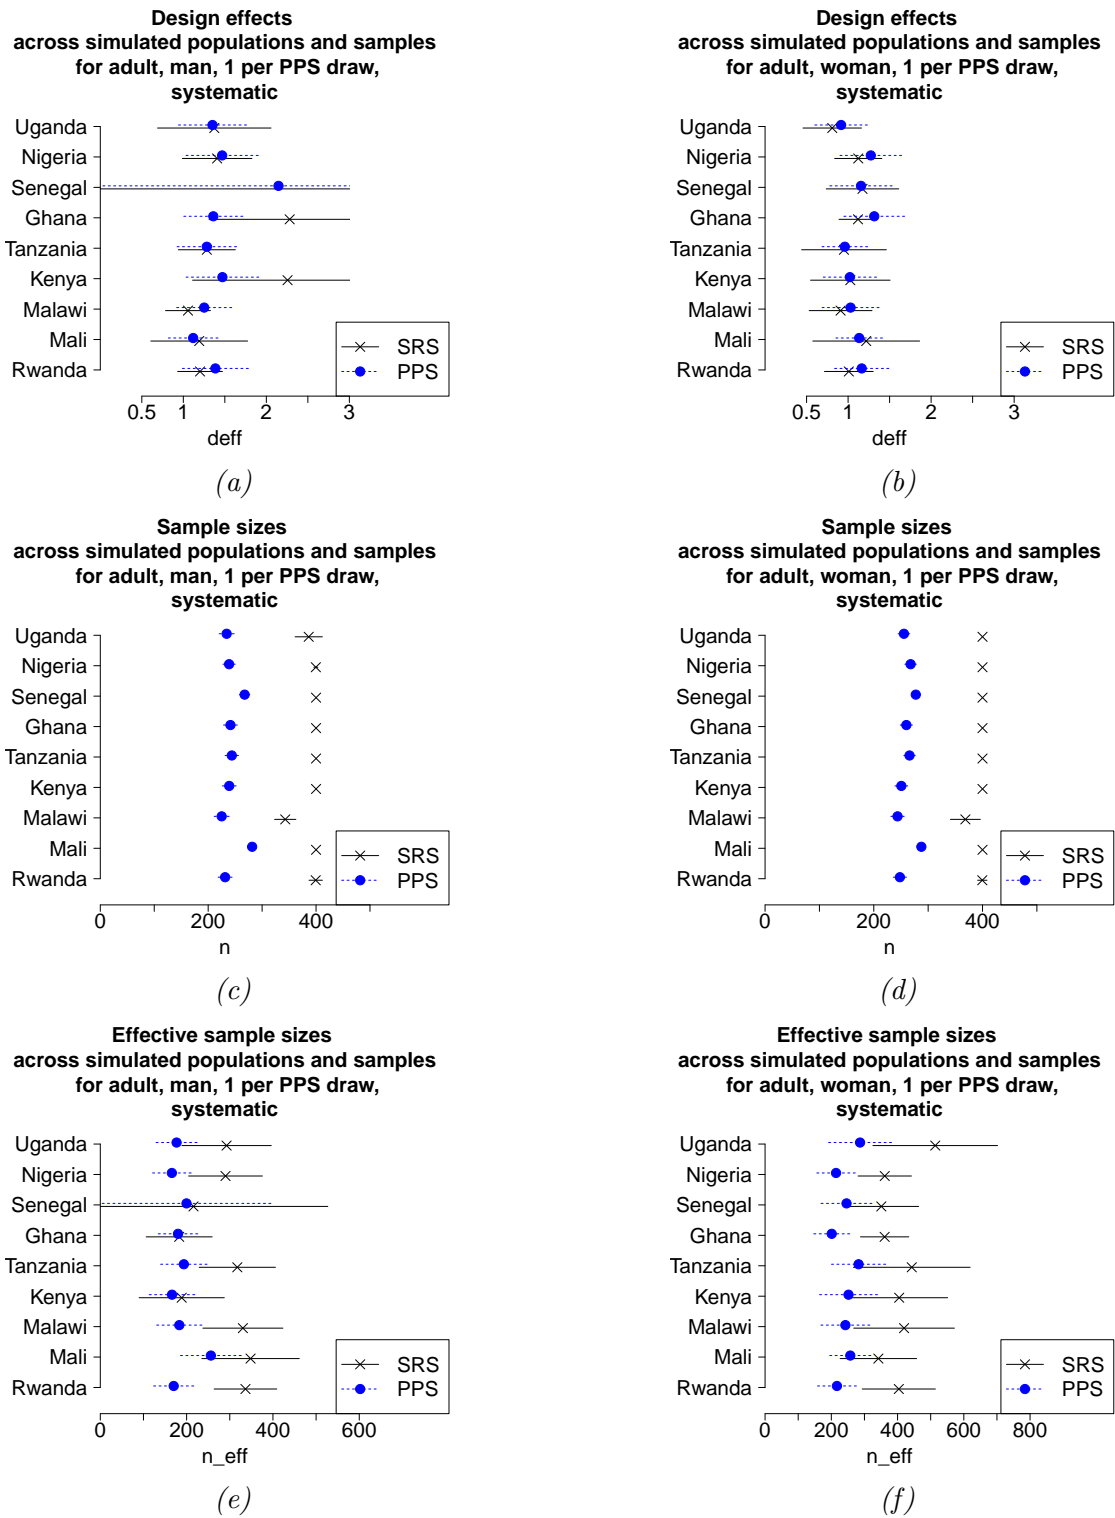 Design effects
across simulated populations and samples
for adult, man, 1 per PPS draw,
systematic
Uganda
Nigeria
Senegal
Ghana
Tanzania
Kenya
Malawi
Mali
Rwanda
SRS
PPS
0.5 1 2 3
deff
(a)
Design effects
across simulated populations and samples
for adult, woman, 1 per PPS draw,
systematic
Uganda
Nigeria
Senegal
Ghana
Tanzania
Kenya
Malawi
Mali
Rwanda
SRS
PPS
0.5 1 2 3
deff
(b)
Sample sizes
across simulated populations and samples
for adult, man, 1 per PPS draw,
systematic
Uganda
Nigeria
Senegal
Ghana
Tanzania
Kenya
Malawi
Mali
Rwanda
SRS
PPS
0 200 400
n
(c)
Sample sizes
across simulated populations and samples
for adult, woman, 1 per PPS draw,
systematic
Uganda
Nigeria
Senegal
Ghana
Tanzania
Kenya
Malawi
Mali
Rwanda
SRS
PPS
0 200 400
n
(d)
Effective sample sizes
across simulated populations and samples
for adult, man, 1 per PPS draw,
systematic
Uganda
Nigeria
Senegal
Ghana
Tanzania
Kenya
Malawi
Mali
Rwanda
SRS
PPS
0 200 400 600
n_eff
(e)
Effective sample sizes
across simulated populations and samples
for adult, woman, 1 per PPS draw,
systematic
Uganda
Nigeria
Senegal
Ghana
Tanzania
Kenya
Malawi
Mali
Rwanda
SRS
PPS
0 200 400 600 800
n_eff
(f)